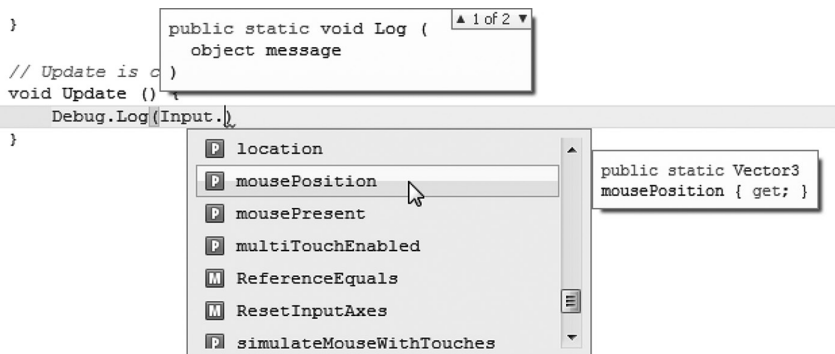 }
▲ 1 of 2 ▼
public static void Log (
object message
)
// Update is c
void Update () {
Debug.Log(Input.)
}
P location
P mousePosition
P mousePresent
P multiTouchEnabled
M ReferenceEquals
M ResetInputAxes
P simulateMouseWithTouches
public static Vector3
mousePosition { get; }